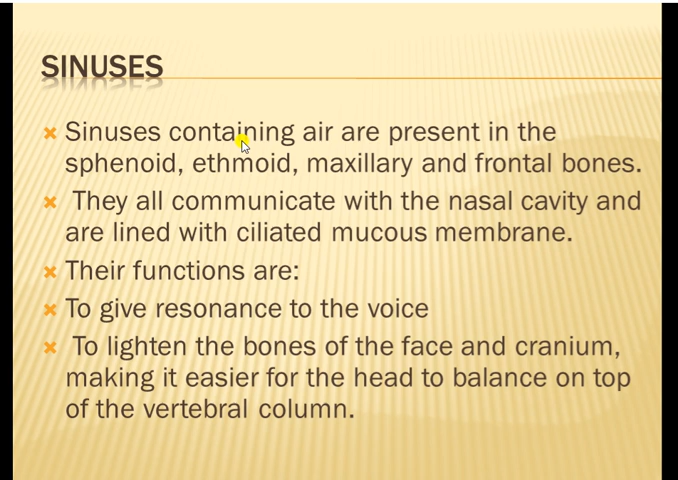 SINUSES
Sinuses containing air are present in the
sphenoid, ethmoid, maxillary and frontal bones.
They all communicate with the nasal cavity and
are lined with ciliated mucous membrane.
Their functions are:
To give resonance to the voice
To lighten the bones of the face and cranium,
making it easier for the head to balance on top
of the vertebral column.